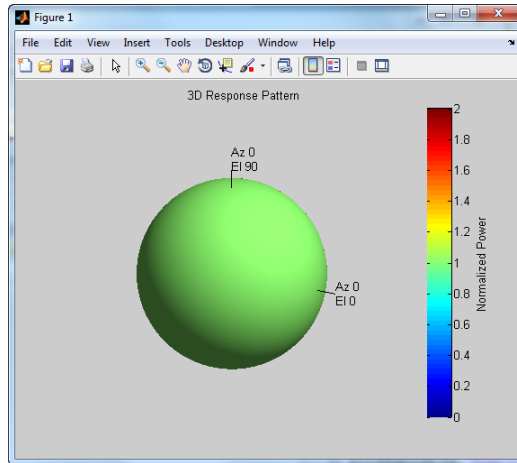 Figure 1
File Edit View Insert Tools Desktop Window Help
3D Response Pattern
Az 0
El 90
Az 0
El 0
2
1.8
1.6
1.4
1.2
1
0.8
0.6
0.4
0.2
0
Normalized Power